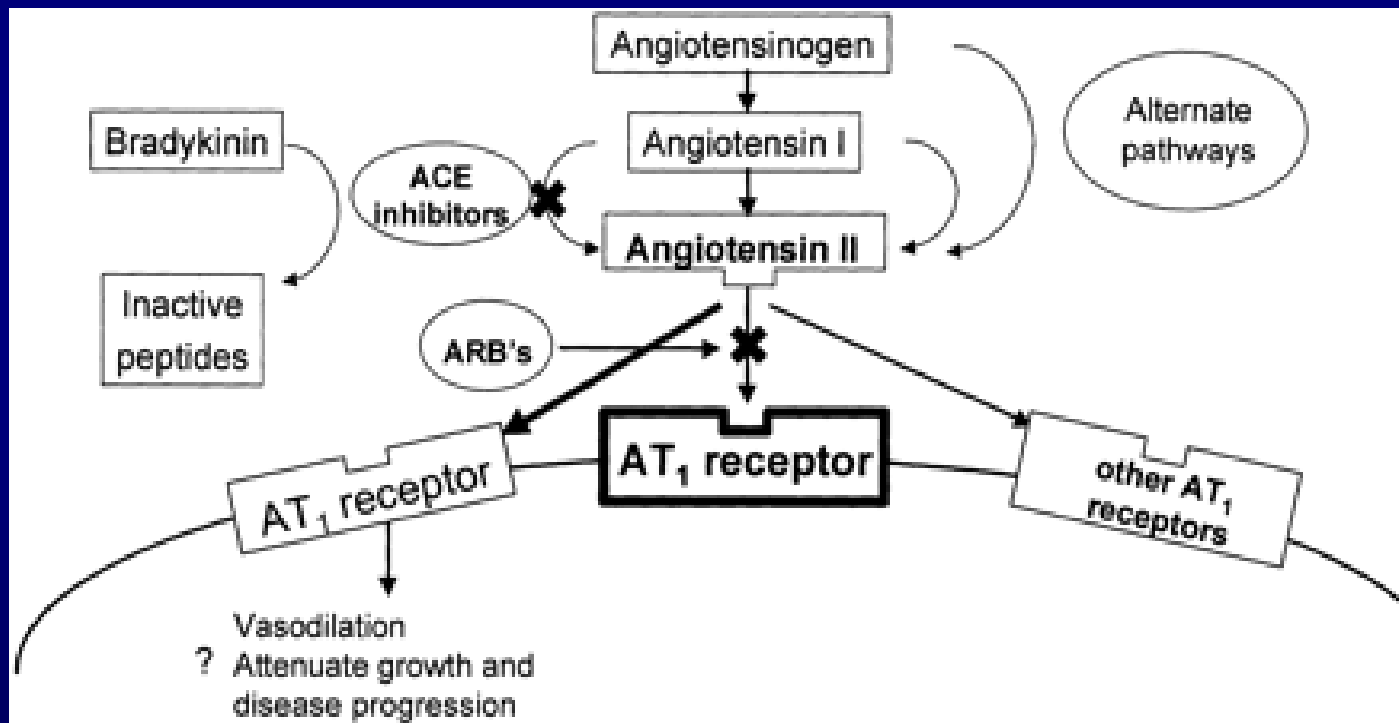 Angiotensinogen
Alternate
pathways
Bradykinin
Angiotensin I
ACE
inhibitors
Angiotensin II
Inactive
peptides
ARB's
AT₁ receptor
AT₁ receptor
other AT₁
receptors
Vasodilation
? Attenuate growth and
disease progression